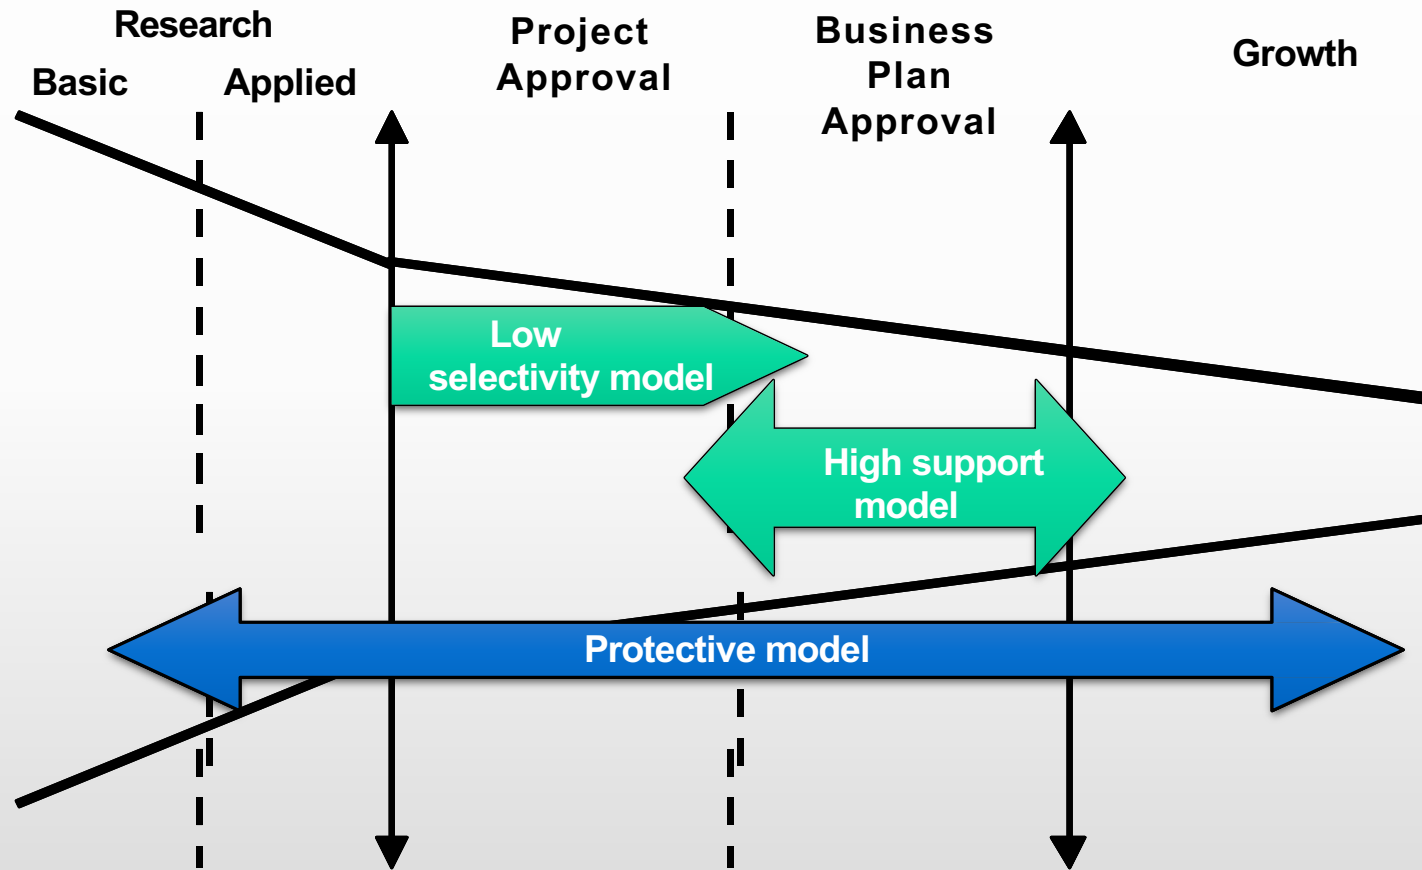 Research
Basic
Applied
Project
Approval
Business
Plan
Approval
Growth
Low
selectivity model
High support
model
Protective model